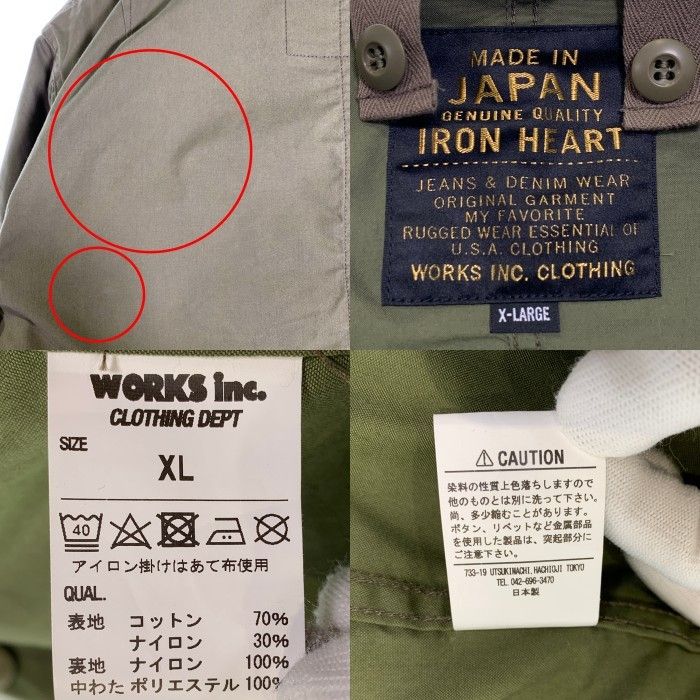 MADE IN
JAPAN
GENUINE QUALITY
IRON HEART
JEANS & DENIM WEAR
ORIGINAL GARMENT
MY FAVORITE
RUGGED WEAR ESSENTIAL OF
U.S.A. CLOTHING
WORKS INC. CLOTHING
X-LARGE
WORKS inc.
CLOTHING DEPT
SIZE
XL
40
アイロン掛けはあて布使用
QUAL.
表地 コットン 70%
ナイロン 30%
裏地 ナイロン 100%
中わた ポリエステル 100%
CAUTION
染料の性質上色落ちしますので
他のものとは別に洗って下さい。
尚、多少縮むことがあります。
ボタン、リベットなど金属部品
を使用した製品は、突起部分に
ご注意下さい。
733-19 UTSUKIMACHI, HACHIOJI TOKYO
TEL. 042-696-3470
日本製